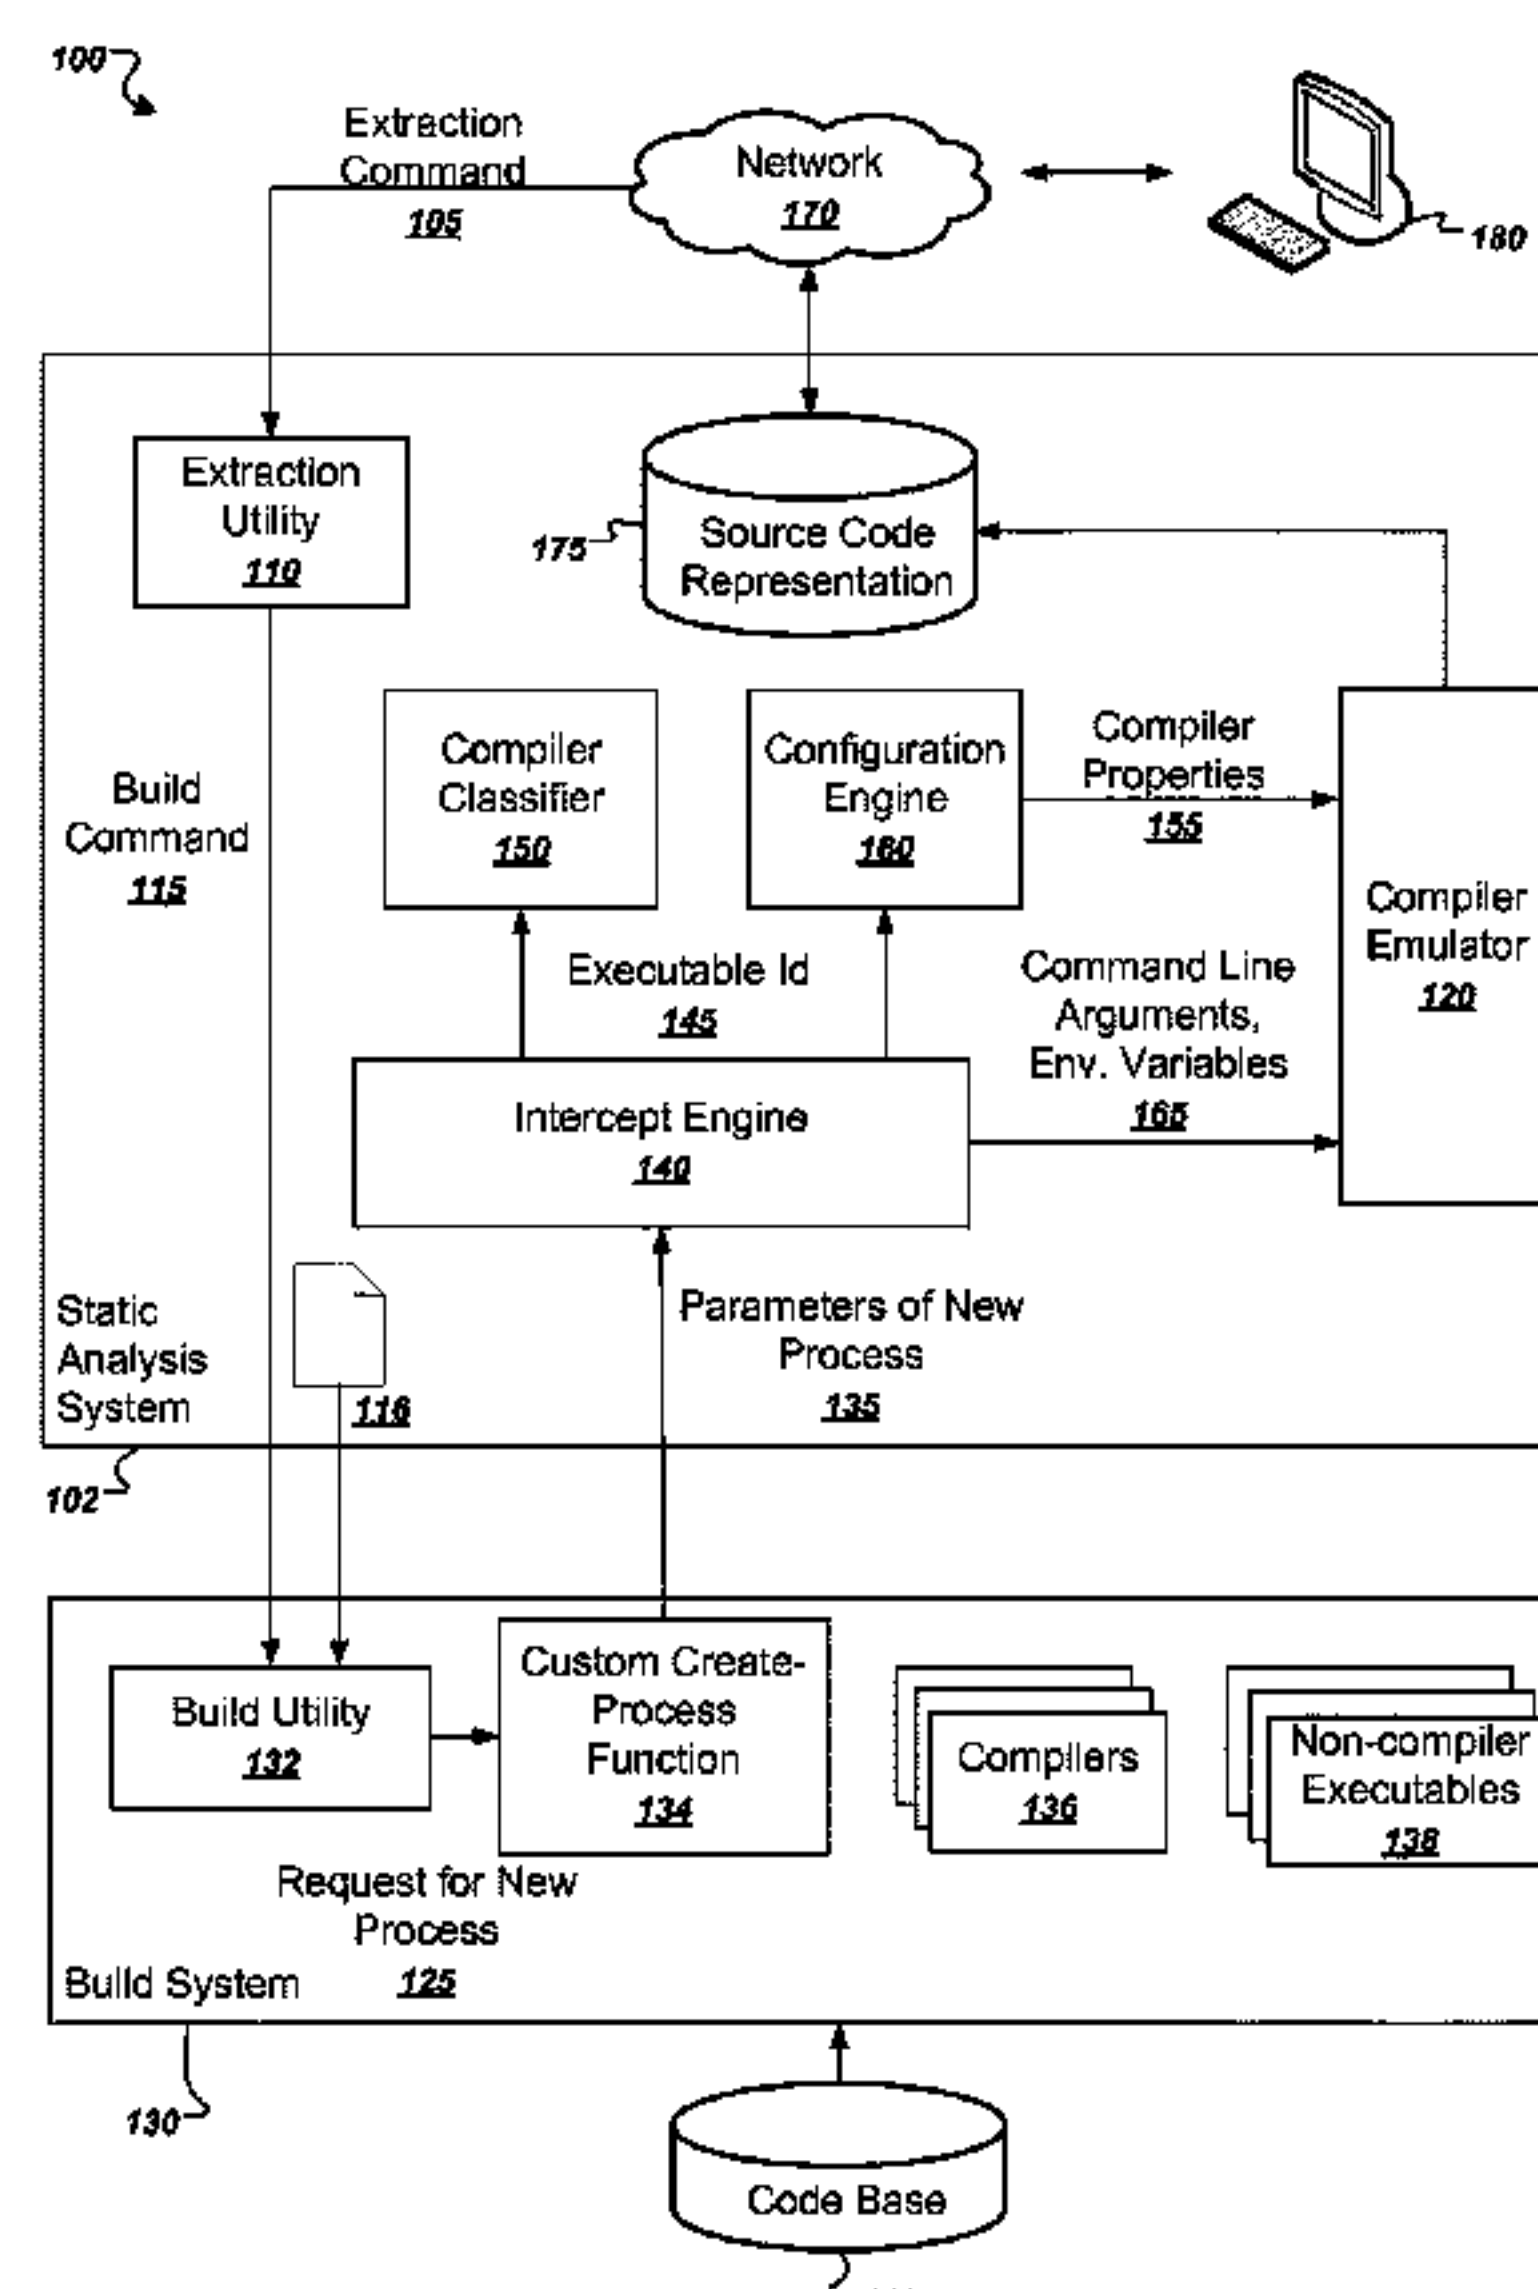 100
Extraction
Command
105
Network
170
180
Extraction
Utility
110
175
Source Code
Representation
Compiler
Classifier
150
Configuration
Engine
160
Compiler
Properties
155
Build
Command
115
Compiler
Emulator
120
Executable Id
145
Command Line
Arguments,
Env. Variables
165
Intercept Engine
140
Static
Analysis
System
116
Parameters of New
Process
135
102
Build Utility
132
Custom Create-
Process
Function
134
Compilers
136
Non-compiler
Executables
138
Request for New
Process
125
Build System
130
Code Base